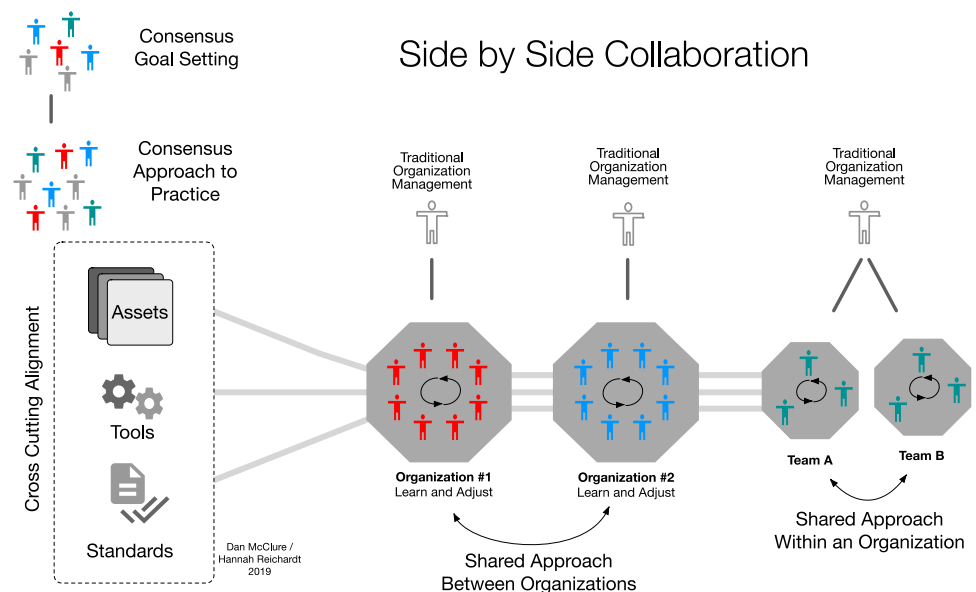 Side by Side Collaboration
Consensus
Goal Setting
Consensus
Approach to
Practice
Cross Cutting Alignment
Assets
Tools
Standards
Dan McClure /
Hannah Reichardt
2019
Traditional
Organization
Management
Traditional
Organization
Management
Traditional
Organization
Management
Organization #1
Learn and Adjust
Organization #2
Learn and Adjust
Team A
Team B
Shared Approach
Between Organizations
Shared Approach
Within an Organization